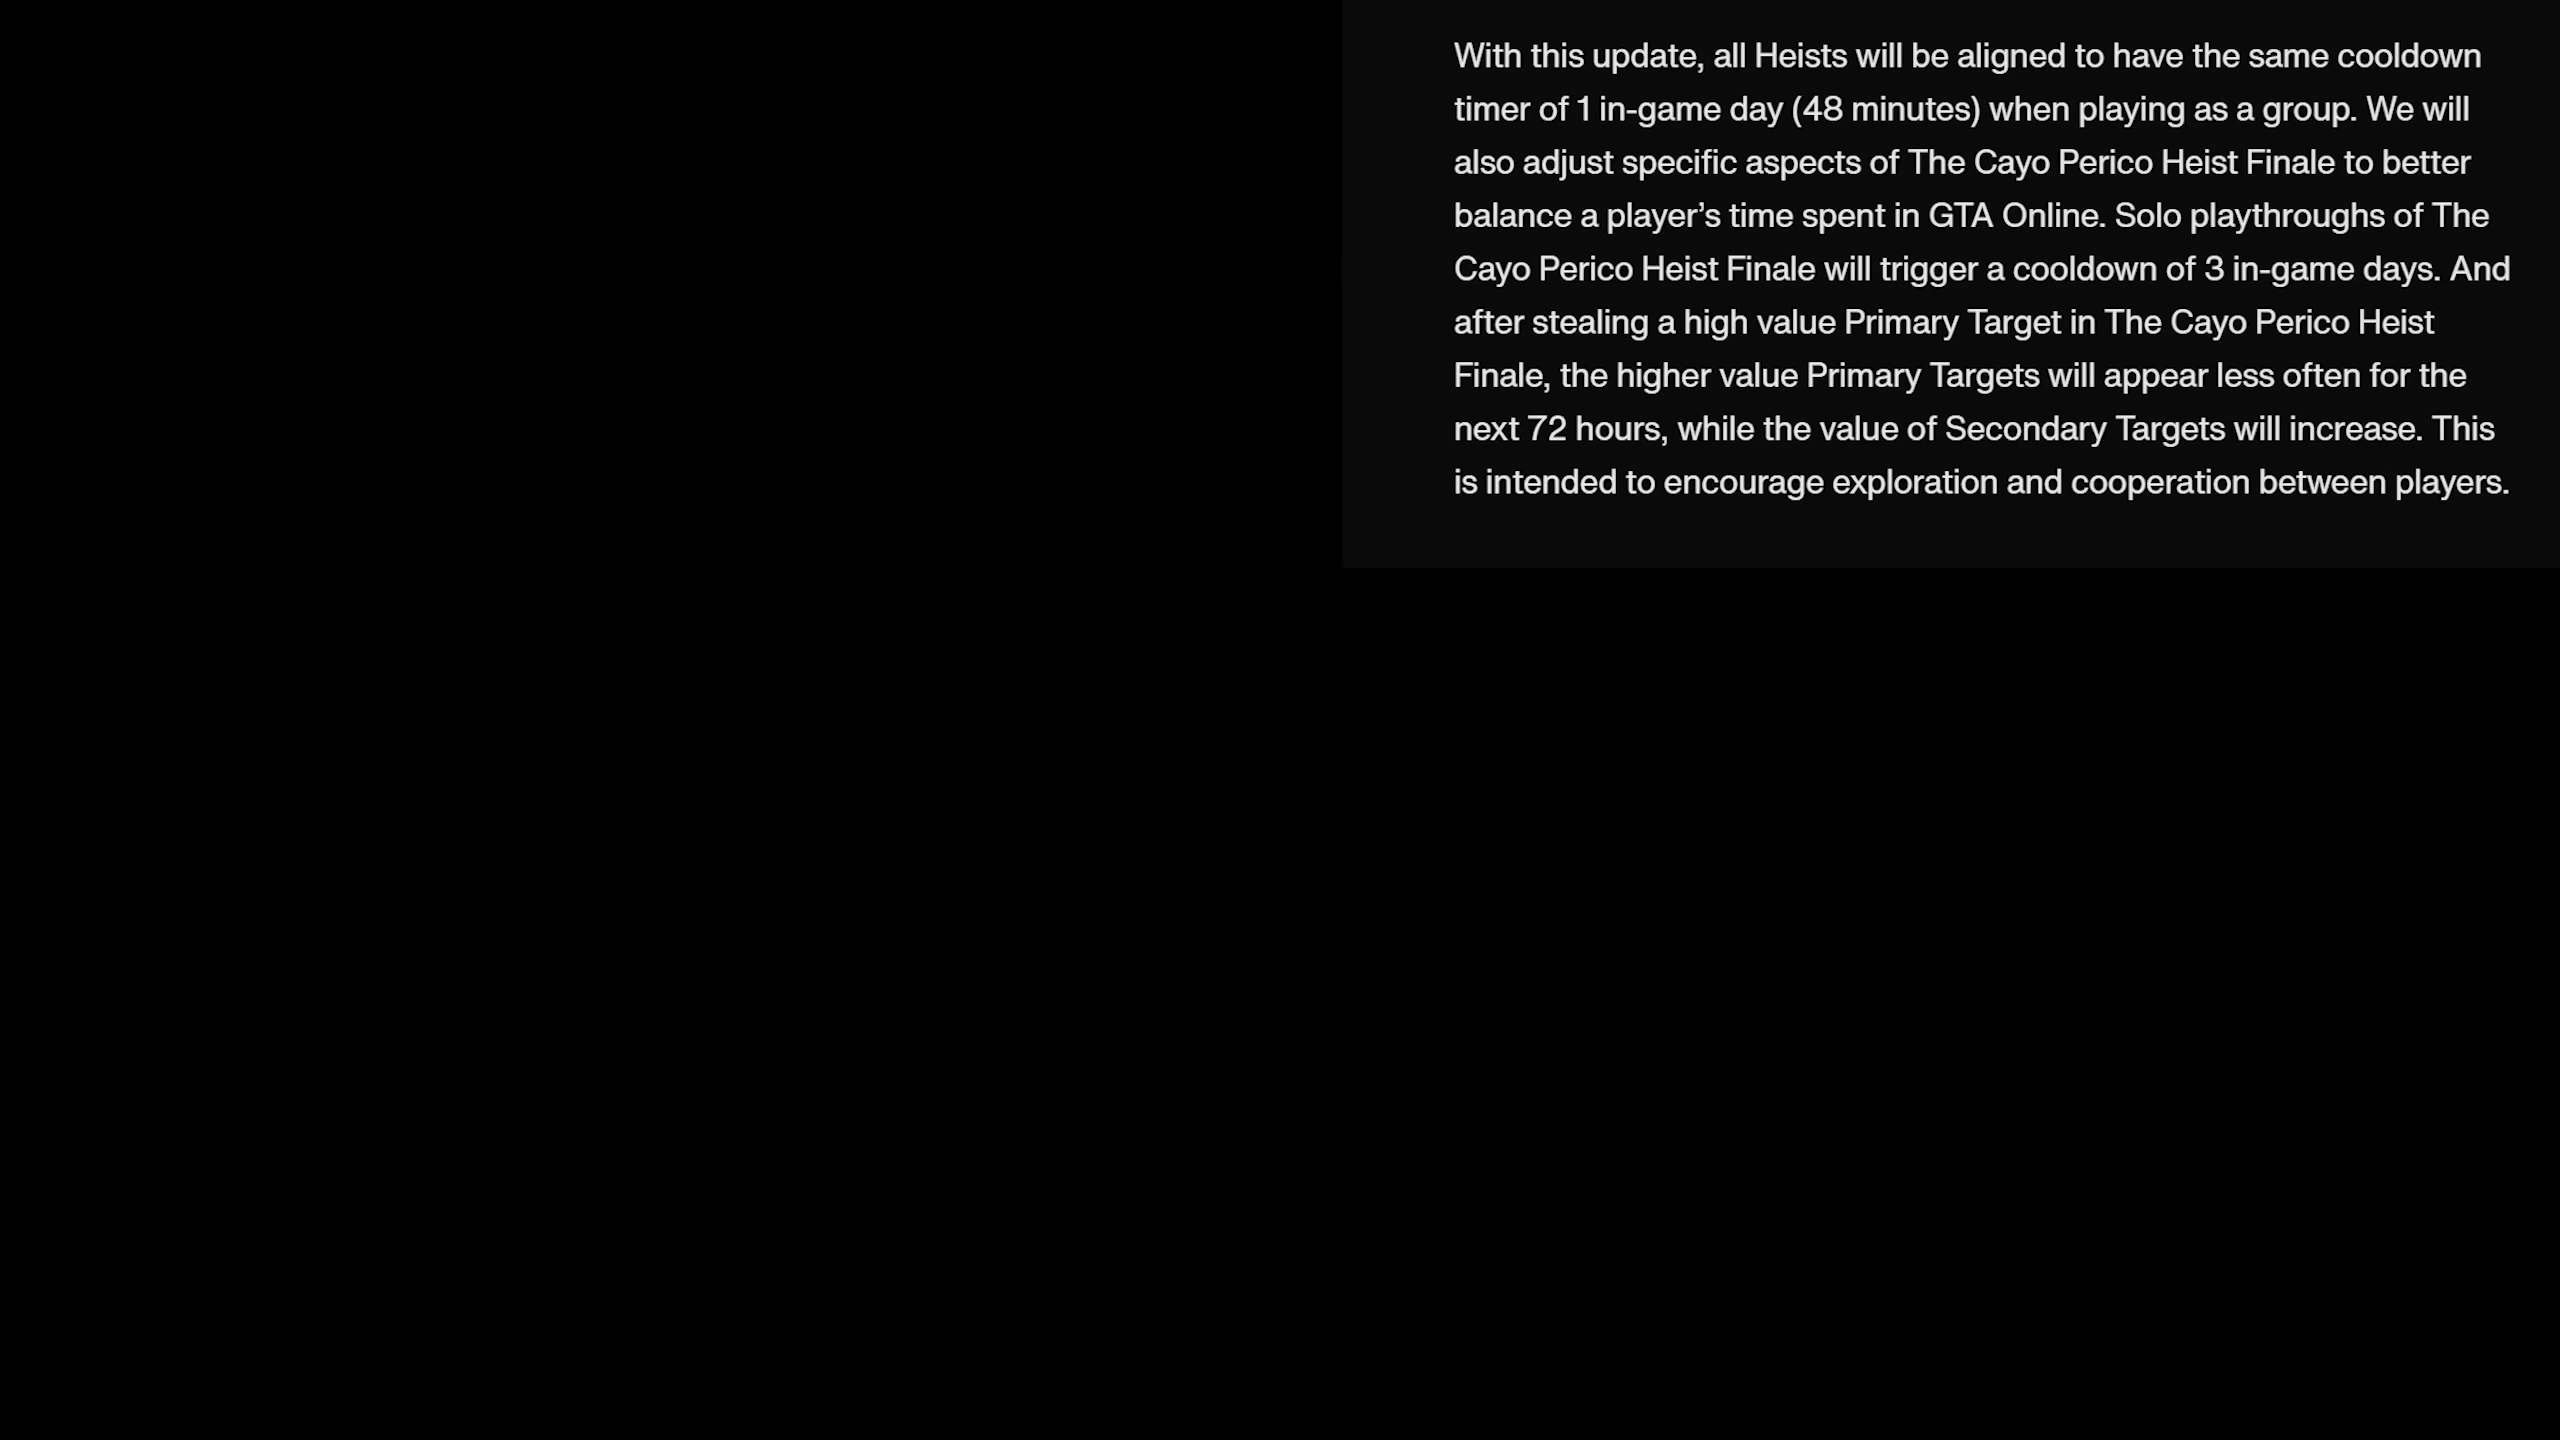 With this update, all Heists will be aligned to have the same cooldown
timer of 1 in-game day (48 minutes) when playing as a group. We will
also adjust specific aspects of The Cayo Perico Heist Finale to better
balance a player’s time spent in GTA Online. Solo playthroughs of The
Cayo Perico Heist Finale will trigger a cooldown of 3 in-game days. And
after stealing a high value Primary Target in The Cayo Perico Heist
Finale, the higher value Primary Targets will appear less often for the
next 72 hours, while the value of Secondary Targets will increase. This
is intended to encourage exploration and cooperation between players.